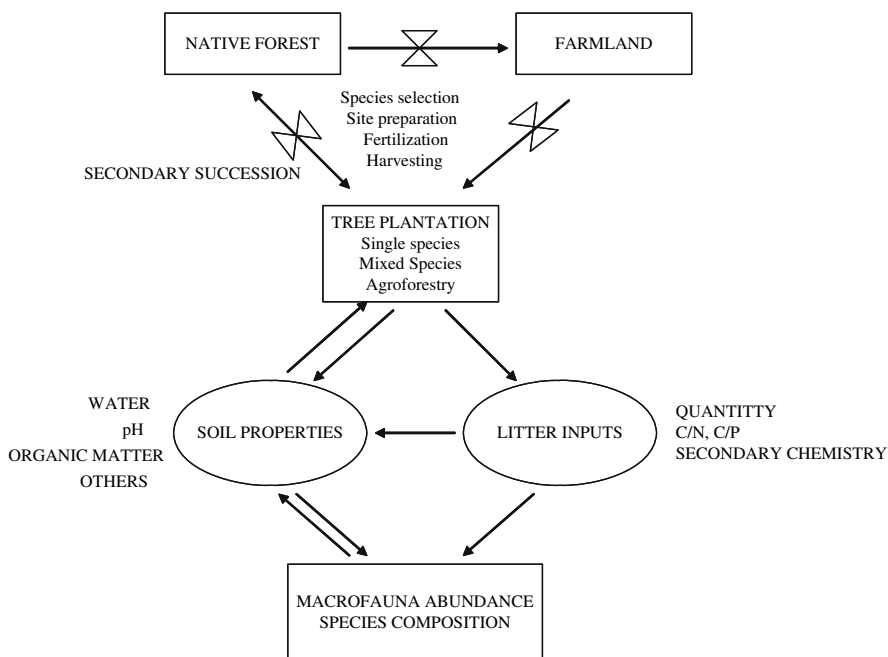 NATIVE FOREST
FARMLAND
Species selection
Site preparation
Fertilization
Harvesting
SECONDARY SUCCESSION
TREE PLANTATION
Single species
Mixed Species
Agroforestry
WATER
pH
ORGANIC MATTER
OTHERS
SOIL PROPERTIES
LITTER INPUTS
QUANTITTY
C/N, C/P
SECONDARY CHEMISTRY
MACROFAUNA ABUNDANCE
SPECIES COMPOSITION